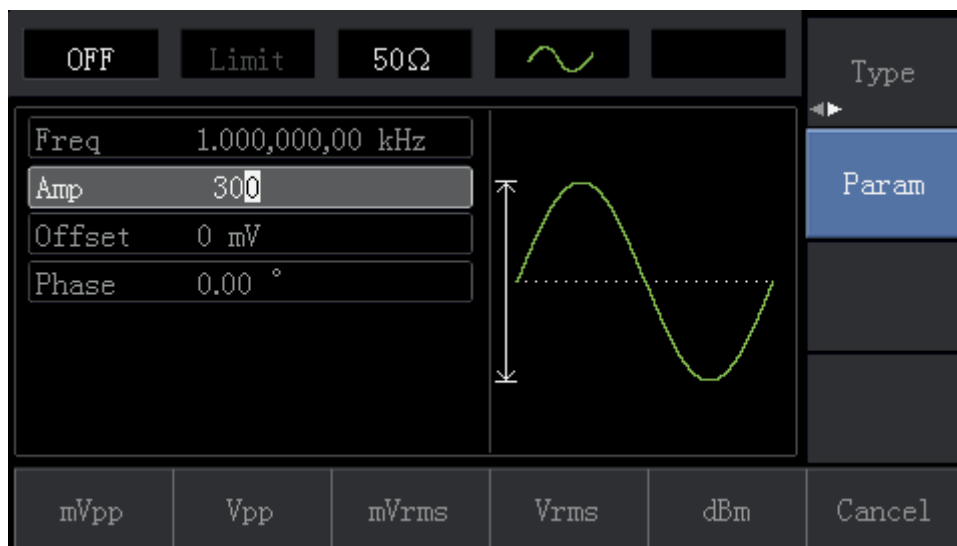 OFF Limit 50Ω
Type
Freq 1.000,000,00 kHz
Amp 300
Param
Offset 0 mV
Phase 0.00 °
mVpp Vpp mVrms Vrms dBm Cancel